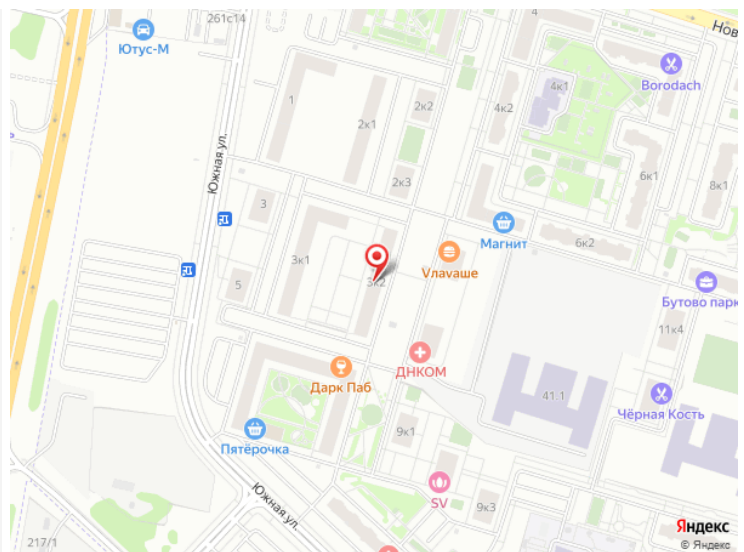 261с14
Ютус-М
4
4
Нов
Borodach
1
2к2
4к2
4к1
2к1
6к1
8к1
Южная ул.
2к3
3
Магнит
3к1
6к2
Vлаvаше
3к2
5
Бутово парк
11к4
ДНКОМ
Дарк Паб
41.1
Чёрная Кость
Пятёрочка
9к1
SV
9к3
Южная ул.
217/1
Яндекс
© Яндекс